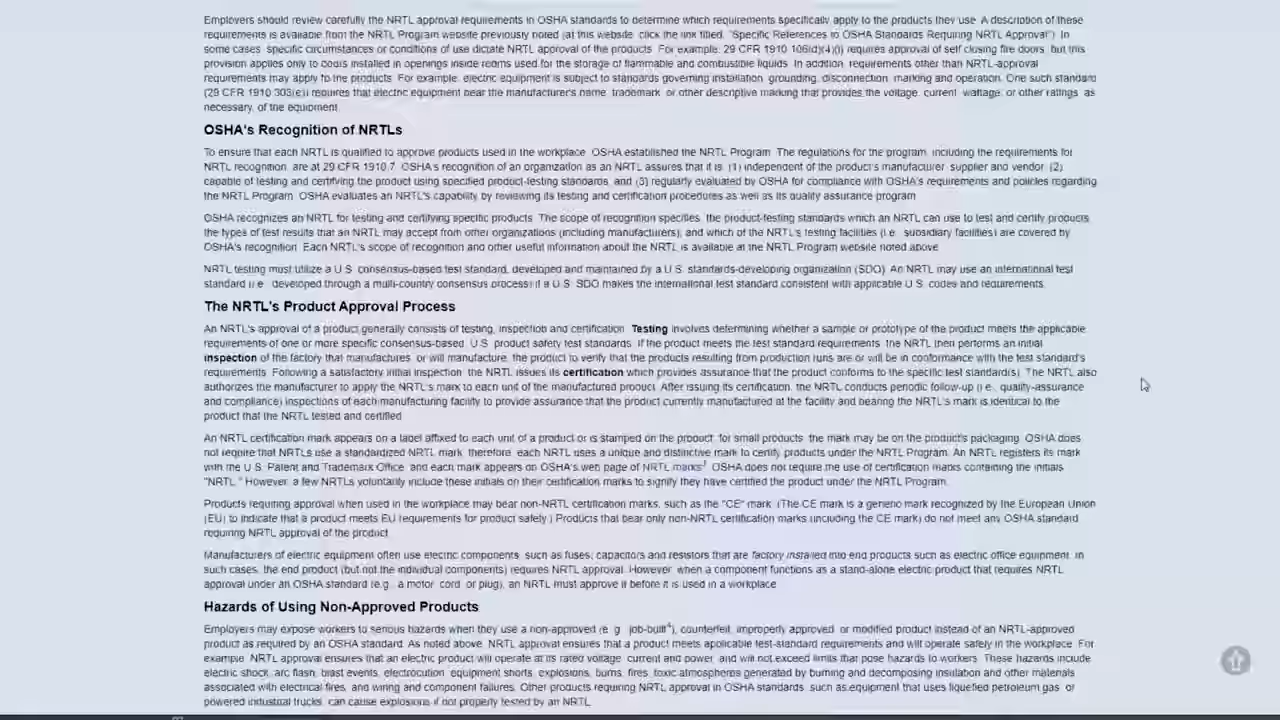 Employers should review carefully the NRTL approval requirements in OSHA standards to determine which requirements specifically apply to the products they use. A description of these
requirements is available from the NRTL Program website previously noted (at this website, click the link titled, "Specific References to OSHA Standards Requiring NRTL Approval"). In
some cases, specific circumstances or conditions of use dictate NRTL approval of the products. For example, 29 CFR 1910.106(d)(4)(i) requires approval of self closing fire doors, but this
provision applies only to doors installed in openings inside rooms used for the storage of flammable and combustible liquids. In addition, requirements other than NRTL-approval
requirements may apply to the products. For example, electric equipment is subject to standards governing installation, grounding, disconnection, marking and operation. One such standard
(29 CFR 1910.303(e)) requires that electric equipment bear the manufacturer's name, trademark, or other descriptive marking that provides the voltage, current, wattage, or other ratings, as
necessary, of the equipment.
OSHA's Recognition of NRTLs
To ensure that each NRTL is qualified to approve products used in the workplace, OSHA established the NRTL Program. The regulations for the program, including the requirements for
NRTL recognition, are at 29 CFR 1910.7. OSHA's recognition of an organization as an NRTL assures that it is: (1) independent of the product's manufacturer, supplier and vendor; (2)
capable of testing and certifying the product using specified product-testing standards; and (3) regularly evaluated by OSHA for compliance with OSHA's requirements and policies regarding
the NRTL Program. OSHA evaluates an NRTL's capability by reviewing its testing and certification procedures as well as its quality assurance program.
OSHA recognizes an NRTL for testing and certifying specific products. The scope of recognition specifies: the product-testing standards which an NRTL can use to test and certify products,
the types of test results that an NRTL may accept from other organizations (including manufacturers); and which of the NRTL's testing facilities (i.e., subsidiary facilities) are covered by
OSHA's recognition. Each NRTL's scope of recognition and other useful information about the NRTL is available at the NRTL Program website noted above.
NRTL testing must utilize a U.S. consensus-based test standard, developed and maintained by a U.S. standards-developing organization (SDO). An NRTL may use an international test
standard (i.e., developed through a multi-country consensus process) if a U.S. SDO makes the international test standard consistent with applicable U.S. codes and requirements.
The NRTL's Product Approval Process
An NRTL's approval of a product generally consists of testing, inspection and certification. Testing involves determining whether a sample or prototype of the product meets the applicable
requirements of one or more specific consensus-based, U.S. product safety test standards. If the product meets the test standard requirements, the NRTL then performs an initial
inspection of the factory that manufactures, or will manufacture, the product to verify that the products resulting from production runs are or will be in conformance with the test standard's
requirements. Following a satisfactory initial inspection, the NRTL issues its certification which provides assurance that the product conforms to the specific test standard(s). The NRTL also
authorizes the manufacturer to apply the NRTL's mark to each unit of the manufactured product. After issuing its certification, the NRTL conducts periodic follow-up (i.e., quality-assurance
and compliance) inspections of each manufacturing facility to provide assurance that the product currently manufactured at the facility and bearing the NRTL's mark is identical to the
product that the NRTL tested and certified.
An NRTL certification mark appears on a label affixed to each unit of a product or is stamped on the product; for small products, the mark may be on the product's packaging. OSHA does
not require that NRTLs use a standardized NRTL mark; therefore, each NRTL uses a unique and distinctive mark to certify products under the NRTL Program. An NRTL registers its mark
with the U.S. Patent and Trademark Office, and each mark appears on OSHA's web page of NRTL marks³. OSHA does not require the use of certification marks containing the initials
"NRTL." However, a few NRTLs voluntarily include these initials on their certification marks to signify they have certified the product under the NRTL Program.
Products requiring approval when used in the workplace may bear non-NRTL certification marks, such as the "CE" mark. (The CE mark is a generic mark recognized by the European Union
(EU) to indicate that a product meets EU requirements for product safety.) Products that bear only non-NRTL certification marks (including the CE mark) do not meet any OSHA standard
requiring NRTL approval of the product.
Manufacturers of electric equipment often use electric components, such as fuses, capacitors and resistors that are factory installed into end products such as electric office equipment. In
such cases, the end product (but not the individual components) requires NRTL approval. However, when a component functions as a stand-alone electric product that requires NRTL
approval under an OSHA standard (e.g., a motor, cord, or plug), an NRTL must approve it before it is used in a workplace.
Hazards of Using Non-Approved Products
Employers may expose workers to serious hazards when they use a non-approved (e.g., job-built⁴), counterfeit, improperly approved, or modified product instead of an NRTL-approved
product as required by an OSHA standard. As noted above, NRTL approval ensures that a product meets applicable test-standard requirements and will operate safely in the workplace. For
example, NRTL approval ensures that an electric product will operate at its rated voltage, current and power, and will not exceed limits that pose hazards to workers. These hazards include
electric shock, arc flash, blast events, electrocution, equipment shorts, explosions, burns, fires, toxic atmospheres generated by burning and decomposing insulation and other materials
associated with electrical fires, and wiring and component failures. Other products requiring NRTL approval in OSHA standards, such as equipment that uses liquefied petroleum gas, or
powered industrial trucks, can cause explosions if not properly tested by an NRTL.